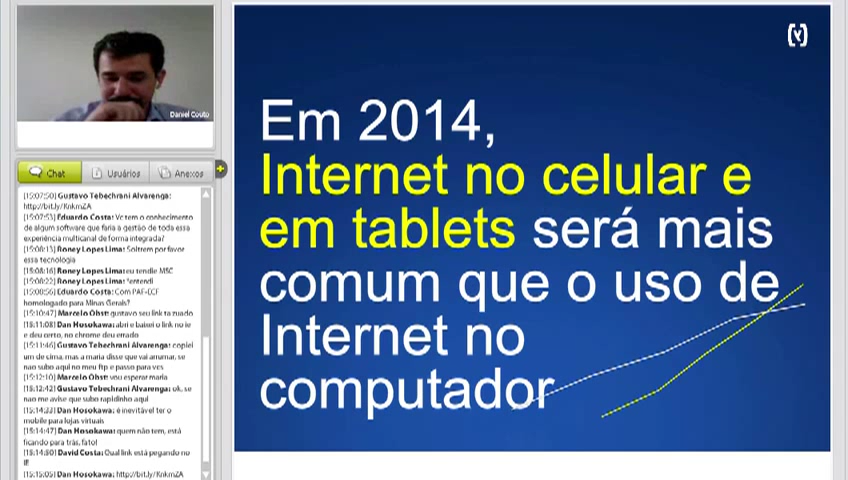 Daniel Couto
Chat
Usuários
Anexos
[15:07:50] Gustavo Tebechrani Alvarenga:
http://bit.ly/KnkmZA
[15:07:53] Eduardo Costa: Vc tem o conhecimento
de algum software que faria a gestão de toda essa
experiência multicanal de forma integrada?
[15:08:13] Roney Lopes Lima: Soltrem por favor
essa tecnologia
[15:08:16] Roney Lopes Lima: eu tendie MSC
[15:08:22] Roney Lopes Lima: *entendi
[15:08:56] Eduardo Costa: Com PAF-ECF
homologado para Minas Gerais?
[15:10:47] Marcelo Obst: gustavo seu link ta zuado
[15:11:08] Dan Hosokawa: abri e baixei o link no ie
e deu certo, no chrome deu errado
[15:11:46] Gustavo Tebechrani Alvarenga: copiei
um de cima, mas a maria disse que vai arrumar, se
nao subo aqui no meu ftp e passo para vcs
[15:12:10] Marcelo Obst: vou esperar maria
[15:12:42] Gustavo Tebechrani Alvarenga: ok, se
nao me avise que subo rapidinho aqui
[15:14:33] Dan Hosokawa: é inevitável ter o
mobile para lojas virtuais
[15:14:47] Dan Hosokawa: quem não tem, está
ficando para trás, fato!
[15:14:50] David Costa: Qual link está pegando no
IE
[15:15:05] Dan Hosokawa: http://bit.ly/KnkmZA
Em 2014,
Internet no celular e
em tablets será mais
comum que o uso de
Internet no
computador